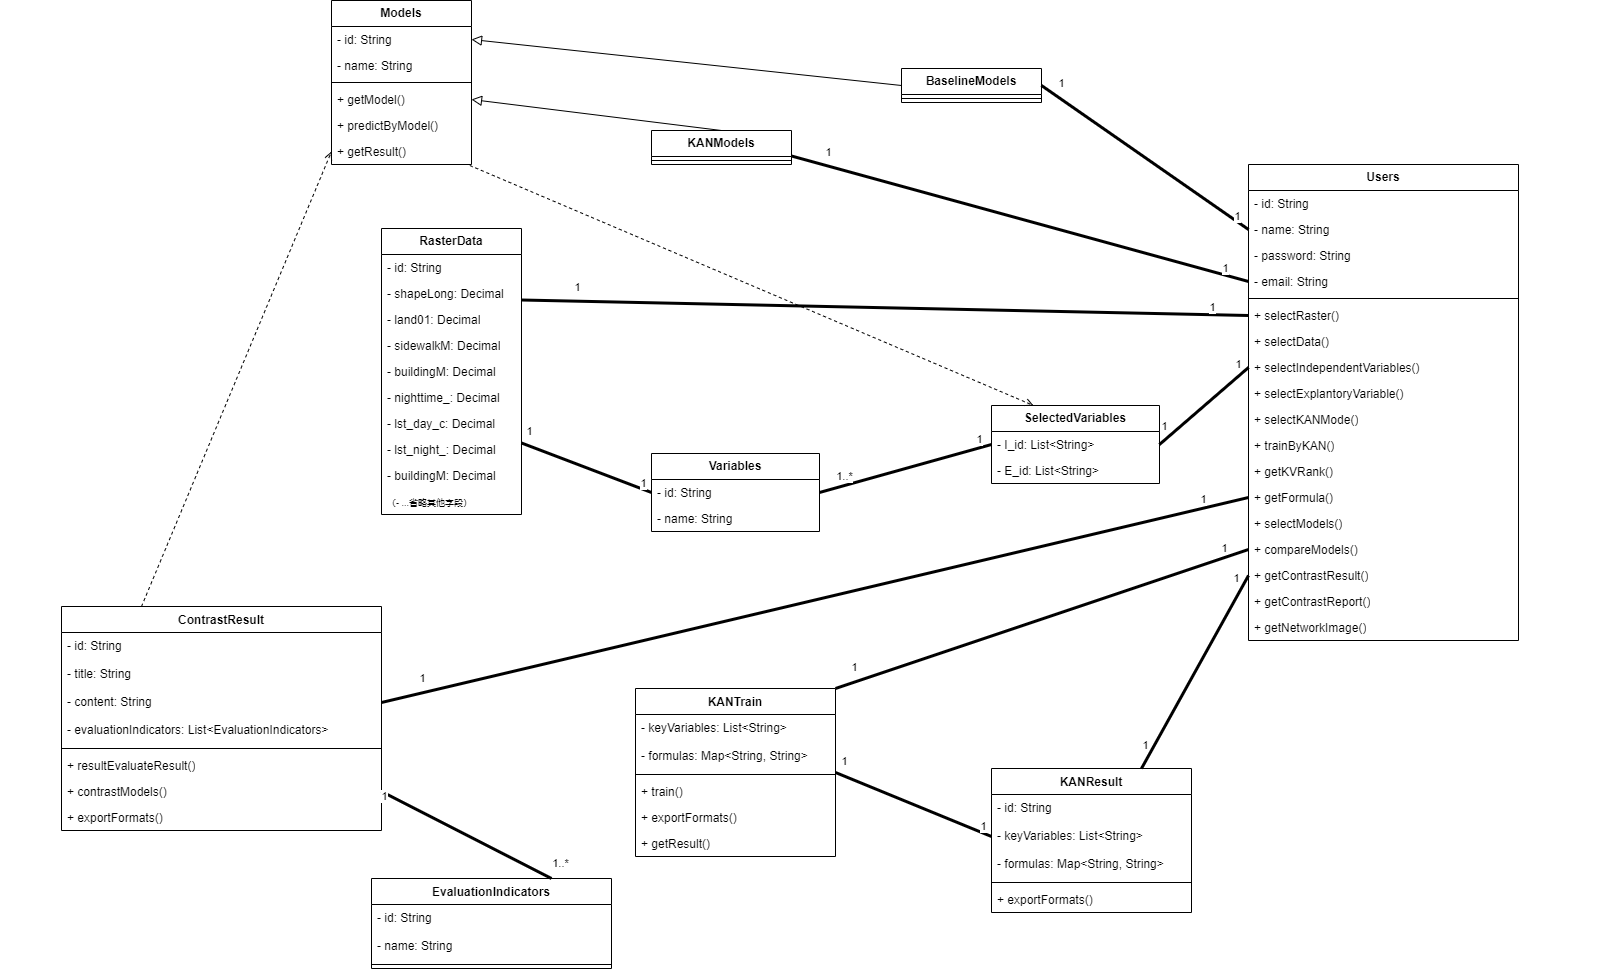 Models
- id: String
- name: String
+ getModel()
+ predictByModel()
+ getResult()
BaselineModels
1
1
KANModels
1
1
Users
- id: String
- name: String
- password: String
- email: String
+ selectRaster()
+ selectData()
+ selectIndependentVariables()
+ selectExplantoryVariable()
+ selectKANMode()
+ trainByKAN()
+ getKVRank()
+ getFormula()
+ selectModels()
+ compareModels()
+ getContrastResult()
+ getContrastReport()
+ getNetworkImage()
RasterData
- id: String
- shapeLong: Decimal
- land01: Decimal
- sidewalkM: Decimal
- buildingM: Decimal
- nighttime_: Decimal
- lst_day_c: Decimal
- lst_night_: Decimal
- buildingM: Decimal
（- ...省略其他字段）
1
1
1
1
Variables
- id: String
- name: String
1..*
1
SelectedVariables
- I_id: List<String>
- E_id: List<String>
1
1
ContrastResult
- id: String
- title: String
- content: String
- evaluationIndicators: List<EvaluationIndicators>
+ resultEvaluateResult()
+ contrastModels()
+ exportFormats()
1
1
1
1..*
EvaluationIndicators
- id: String
- name: String
KANTrain
- keyVariables: List<String>
- formulas: Map<String, String>
+ train()
+ exportFormats()
+ getResult()
1
1
1
1
KANResult
- id: String
- keyVariables: List<String>
- formulas: Map<String, String>
+ exportFormats()
1
1